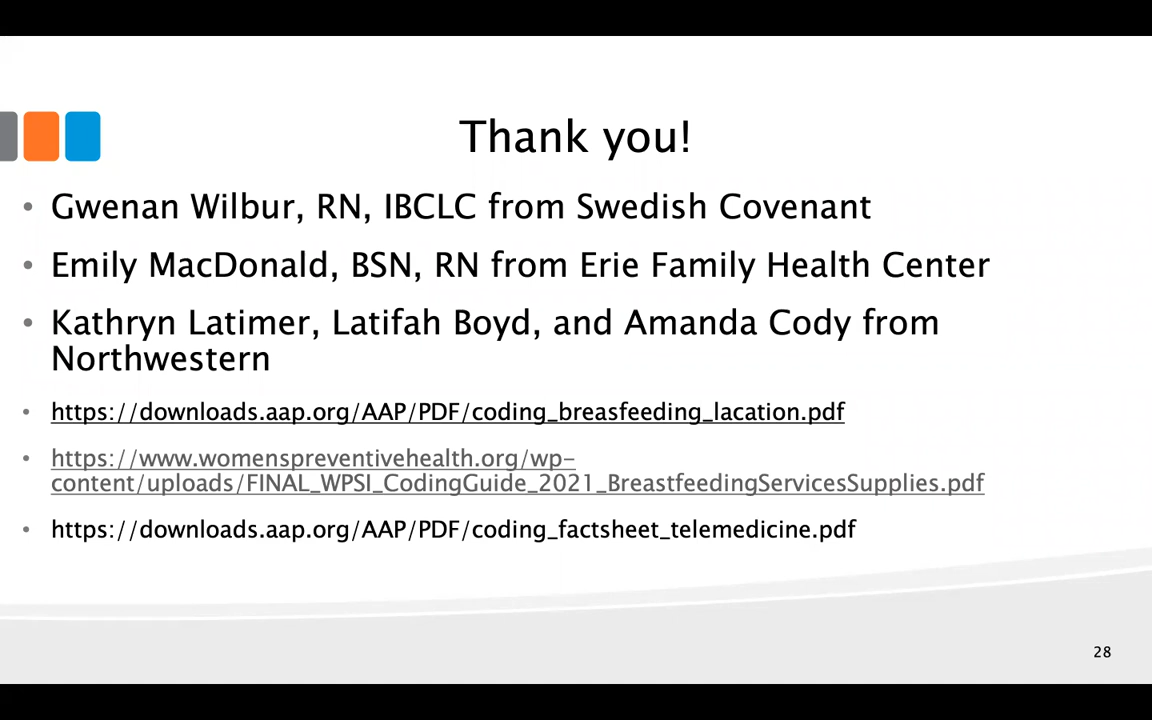 Thank you!
• Gwenan Wilbur, RN, IBCLC from Swedish Covenant
• Emily MacDonald, BSN, RN from Erie Family Health Center
• Kathryn Latimer, Latifah Boyd, and Amanda Cody from
Northwestern
• https://downloads.aap.org/AAP/PDF/coding_breasfeeding_lacation.pdf
• https://www.womenspreventivehealth.org/wp-
content/uploads/FINAL_WPSI_CodingGuide_2021_BreastfeedingServicesSupplies.pdf
• https://downloads.aap.org/AAP/PDF/coding_factsheet_telemedicine.pdf
28